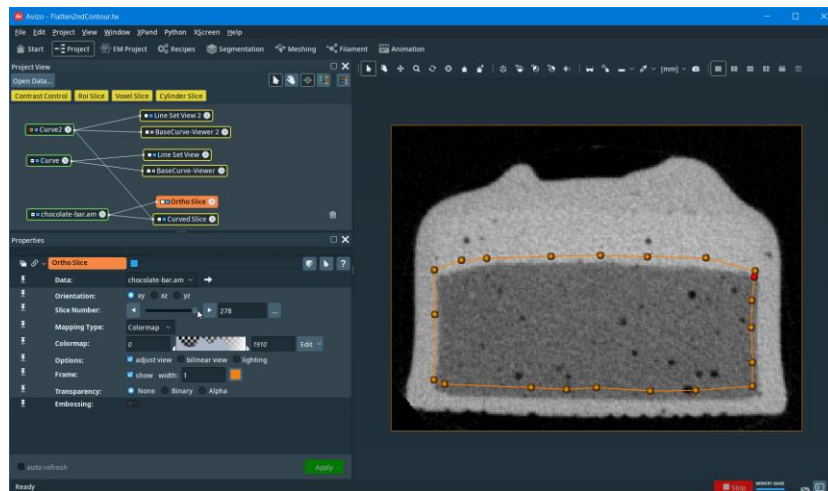 Avizo - Flatten2ndContour.hx
File Edit Project View Window XPand Python XScreen Help
Start Project EM Project Recipes Segmentation Meshing Filament Animation
Project View
Open Data...
Contrast Control Roi Slice Voxel Slice Cylinder Slice
Line Set View 2
Curve2
BaseCurve-Viewer 2
Line Set View
Curve
BaseCurve-Viewer
Ortho Slice
chocolate-bar.am
Curved Slice
Properties
Ortho Slice
Data: chocolate-bar.am
Orientation: xy xz yz
Slice Number: 278 ...
Mapping Type: Colormap
Colormap: 0 1910 Edit
Options: adjust view bilinear view lighting
Frame: show width: 1
Transparency: None Binary Alpha
Embossing:
auto-refresh Apply
Ready
[mm]
Stop MEMORY USAGE